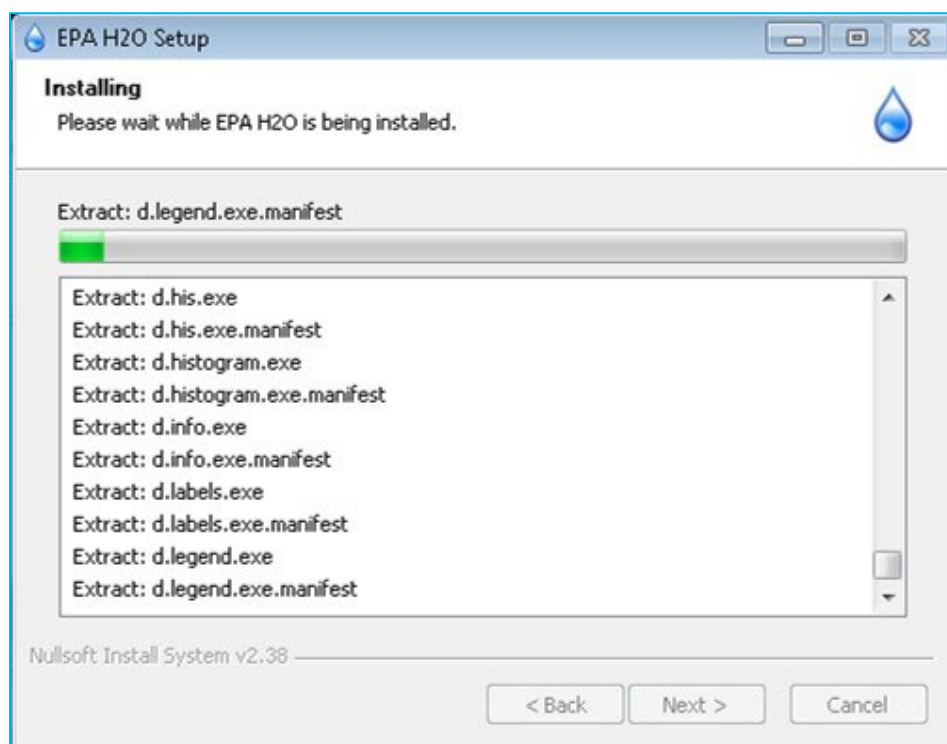 EPA H2O Setup
Installing
Please wait while EPA H2O is being installed.
Extract: d.legend.exe.manifest
Extract: d.his.exe
Extract: d.his.exe.manifest
Extract: d.histogram.exe
Extract: d.histogram.exe.manifest
Extract: d.info.exe
Extract: d.info.exe.manifest
Extract: d.labels.exe
Extract: d.labels.exe.manifest
Extract: d.legend.exe
Extract: d.legend.exe.manifest
Nullsoft Install System v2.38
< Back Next > Cancel